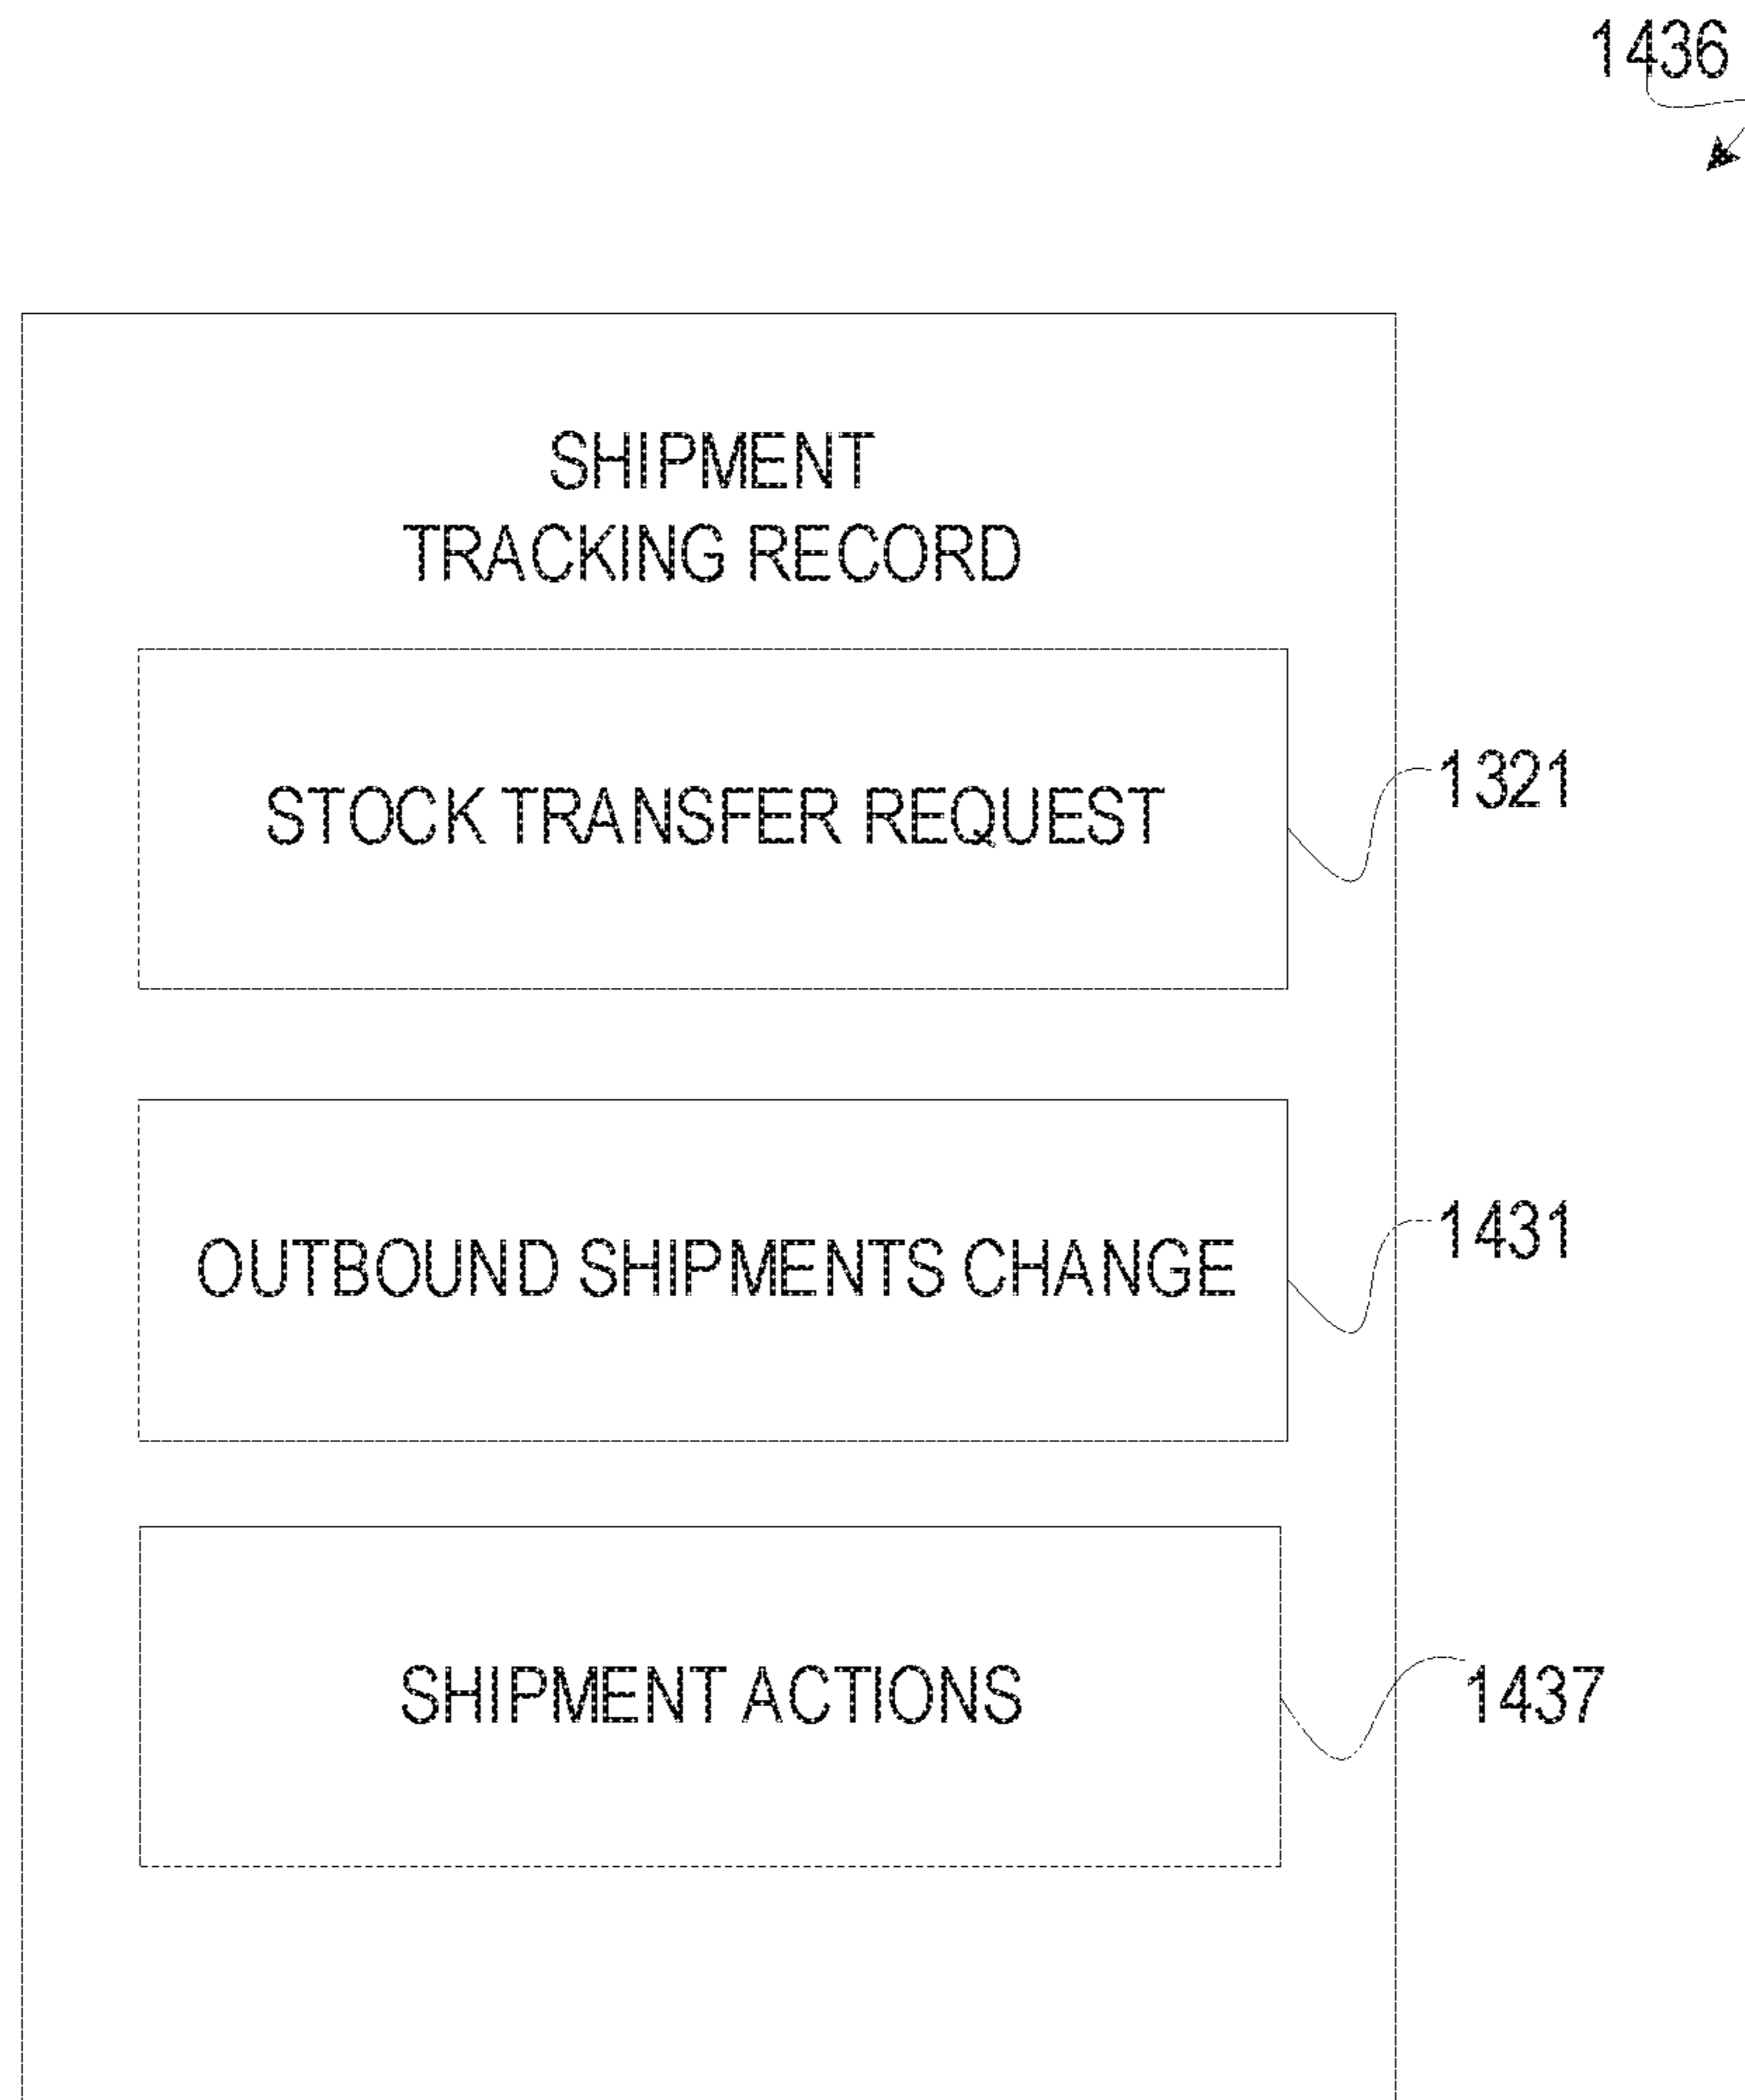 1436
SHIPMENT
TRACKING RECORD
STOCK TRANSFER REQUEST
1321
OUTBOUND SHIPMENTS CHANGE
1431
SHIPMENT ACTIONS
1437